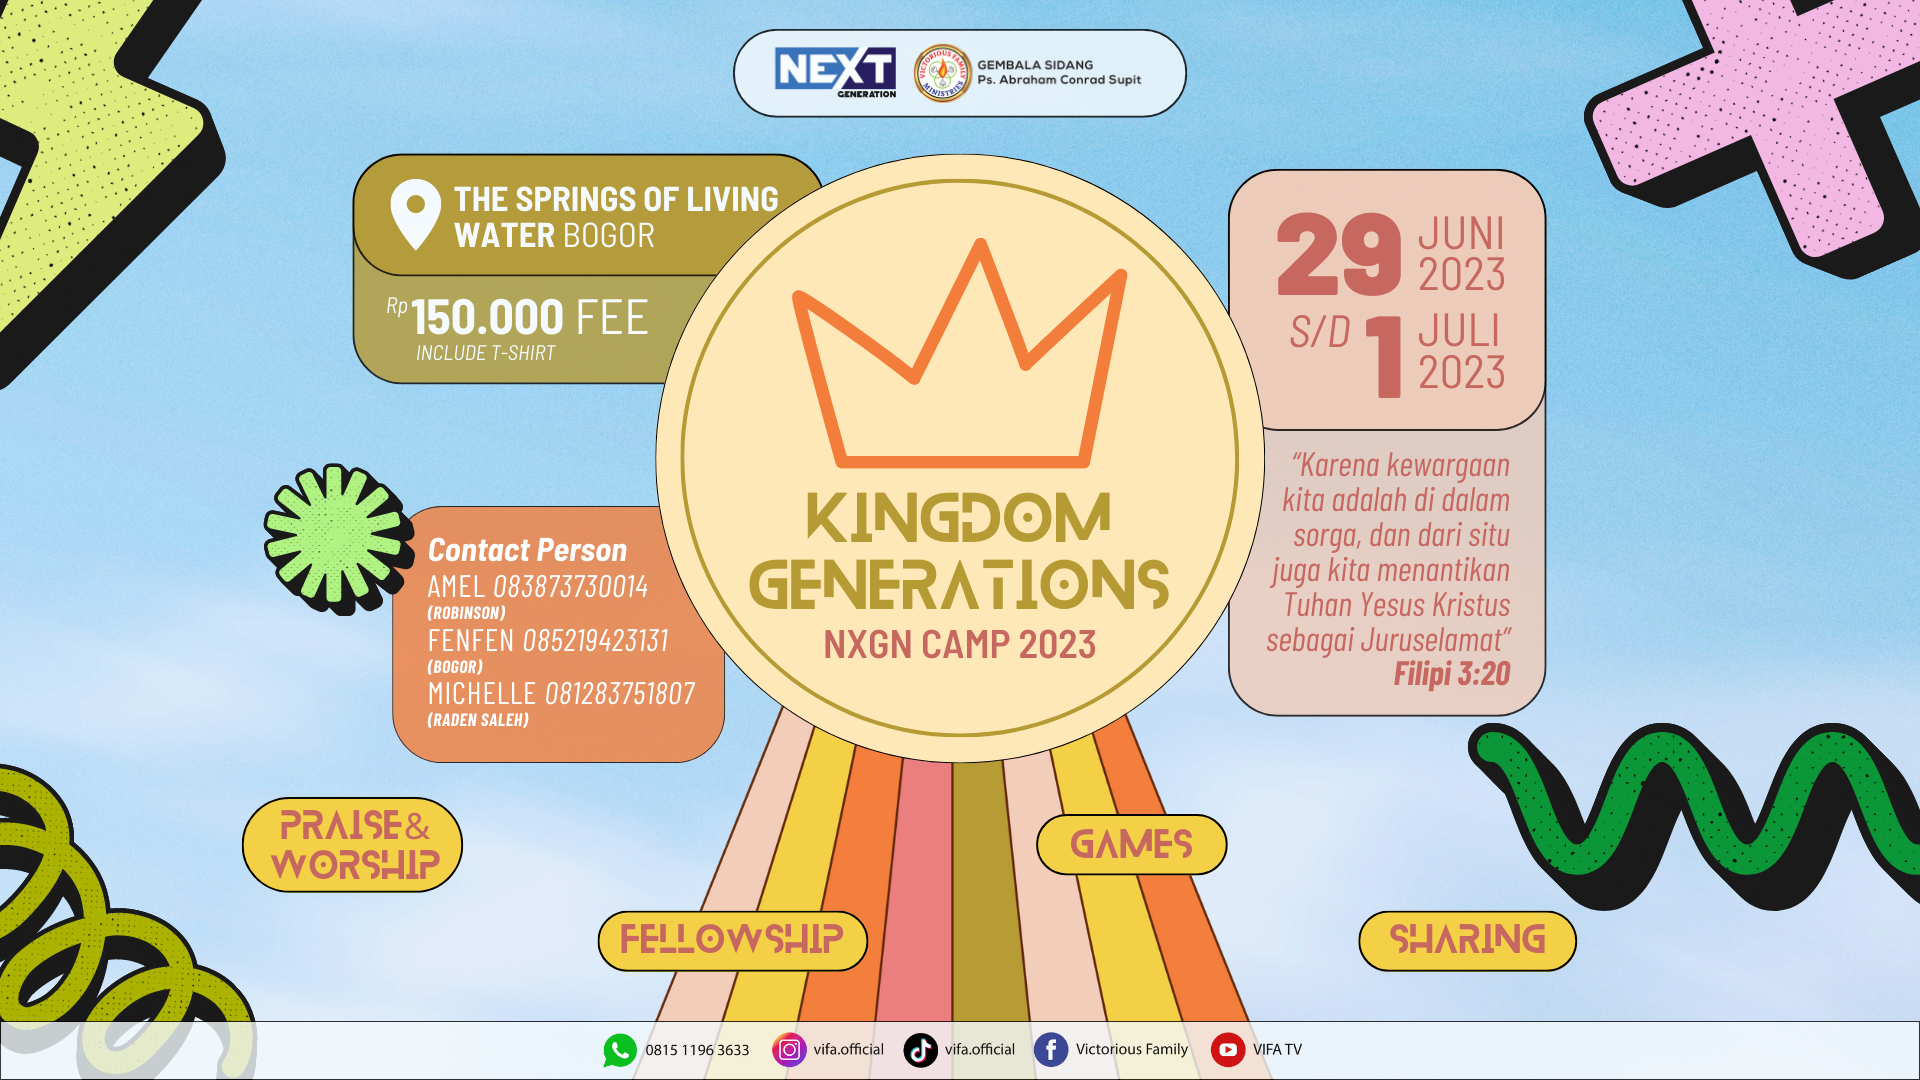 NEXT
GENERATION
VICTORIOUS FAMILY
MINISTRIES
GEMBALA SIDANG
Ps. Abraham Conrad Supit
THE SPRINGS OF LIVING
WATER BOGOR
Rp 150.000 FEE
INCLUDE T-SHIRT
29 JUNI
2023
S/D 1 JULI
2023
“Karena kewargaan
kita adalah di dalam
sorga, dan dari situ
juga kita menantikan
Tuhan Yesus Kristus
sebagai Juruselamat”
Filipi 3:20
KINGDOM
GENERATIONS
NXGN CAMP 2023
Contact Person
AMEL 083873730014
(ROBINSON)
FENFEN 085219423131
(BOGOR)
MICHELLE 081283751807
(RADEN SALEH)
PRAISE&
WORSHIP
FELLOWSHIP
GAMES
SHARING
0815 1196 3633
vifa.official
vifa.official
Victorious Family
VIFA TV